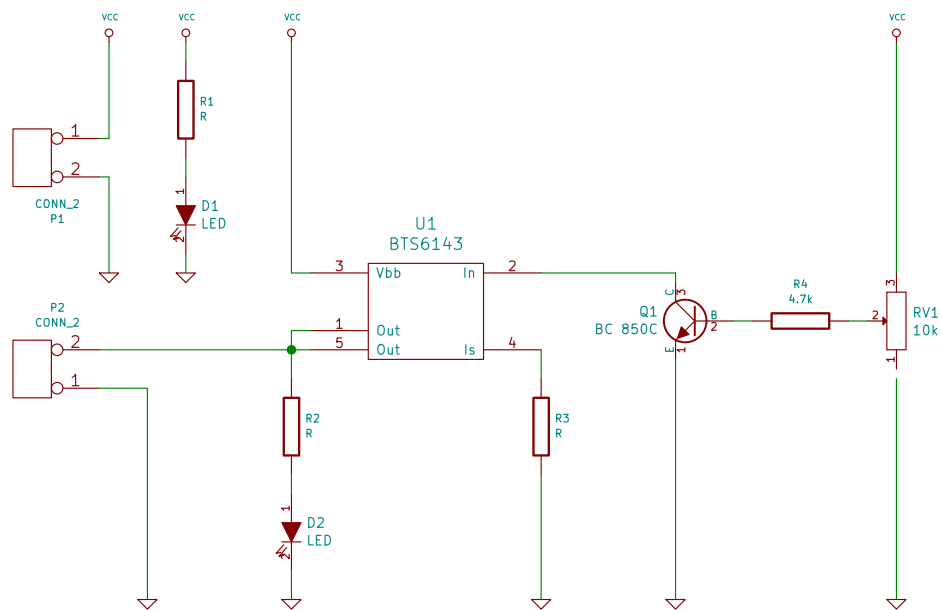 VCC
VCC
VCC
VCC
1
2
CONN_2
P1
R1
R
1
D1
LED
2
P2
CONN_2
2
1
U1
BTS6143
3
Vbb
In
2
1
Out
5
Out
Is
4
R2
R
1
D2
LED
2
R3
R
Q1
BC 850C
C
3
B
2
E
1
R4
4.7k
3
2
RV1
10k
1